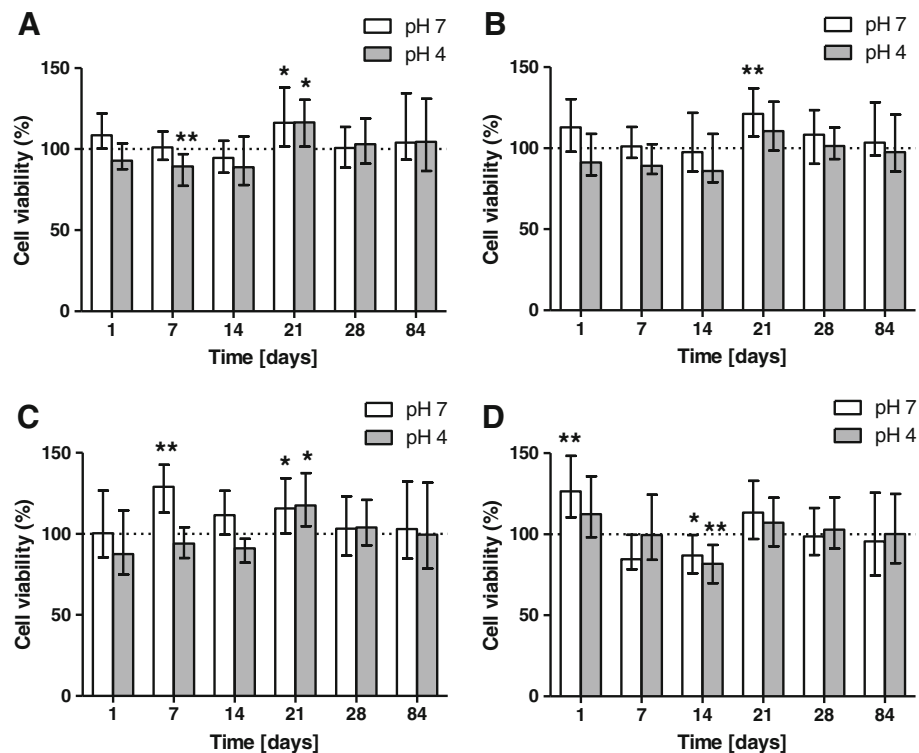 A
pH 7
pH 4
Cell viability (%)
150
100
50
0
* *
**
1 7 14 21 28 84
Time [days]
B
pH 7
pH 4
Cell viability (%)
150
100
50
0
**
1 7 14 21 28 84
Time [days]
C
pH 7
pH 4
Cell viability (%)
150
100
50
0
** * *
1 7 14 21 28 84
Time [days]
D
pH 7
pH 4
Cell viability (%)
150
100
50
0
**
* **
1 7 14 21 28 84
Time [days]